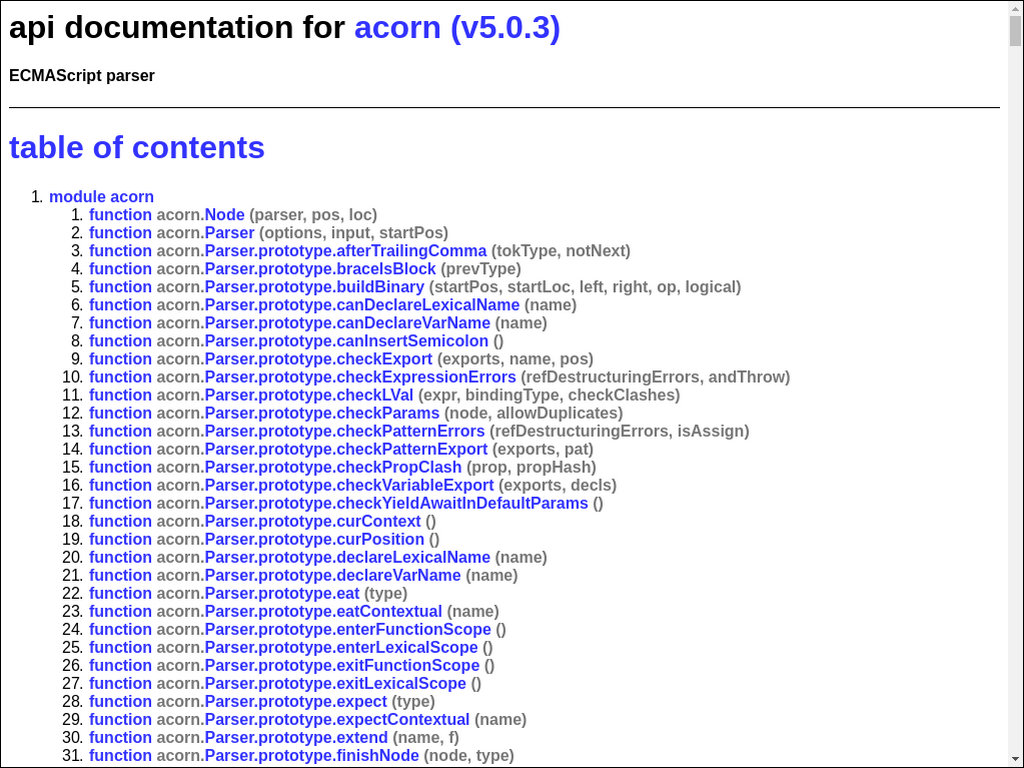 api documentation for acorn (v5.0.3)
ECMAScript parser
table of contents
1. module acorn
1. function acorn.Node (parser, pos, loc)
2. function acorn.Parser (options, input, startPos)
3. function acorn.Parser.prototype.afterTrailingComma (tokType, notNext)
4. function acorn.Parser.prototype.braceIsBlock (prevType)
5. function acorn.Parser.prototype.buildBinary (startPos, startLoc, left, right, op, logical)
6. function acorn.Parser.prototype.canDeclareLexicalName (name)
7. function acorn.Parser.prototype.canDeclareVarName (name)
8. function acorn.Parser.prototype.canInsertSemicolon ()
9. function acorn.Parser.prototype.checkExport (exports, name, pos)
10. function acorn.Parser.prototype.checkExpressionErrors (refDestructuringErrors, andThrow)
11. function acorn.Parser.prototype.checkLVal (expr, bindingType, checkClashes)
12. function acorn.Parser.prototype.checkParams (node, allowDuplicates)
13. function acorn.Parser.prototype.checkPatternErrors (refDestructuringErrors, isAssign)
14. function acorn.Parser.prototype.checkPatternExport (exports, pat)
15. function acorn.Parser.prototype.checkPropClash (prop, propHash)
16. function acorn.Parser.prototype.checkVariableExport (exports, decls)
17. function acorn.Parser.prototype.checkYieldAwaitInDefaultParams ()
18. function acorn.Parser.prototype.curContext ()
19. function acorn.Parser.prototype.curPosition ()
20. function acorn.Parser.prototype.declareLexicalName (name)
21. function acorn.Parser.prototype.declareVarName (name)
22. function acorn.Parser.prototype.eat (type)
23. function acorn.Parser.prototype.eatContextual (name)
24. function acorn.Parser.prototype.enterFunctionScope ()
25. function acorn.Parser.prototype.enterLexicalScope ()
26. function acorn.Parser.prototype.exitFunctionScope ()
27. function acorn.Parser.prototype.exitLexicalScope ()
28. function acorn.Parser.prototype.expect (type)
29. function acorn.Parser.prototype.expectContextual (name)
30. function acorn.Parser.prototype.extend (name, f)
31. function acorn.Parser.prototype.finishNode (node, type)